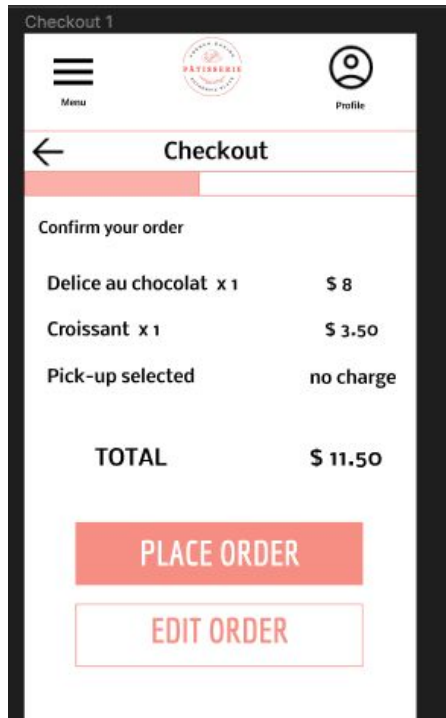 Checkout 1
PÂTISSERIE
Menu
Profile
Checkout
Confirm your order
Delice au chocolat x 1 $ 8
Croissant x 1 $ 3.50
Pick-up selected no charge
TOTAL $ 11.50
PLACE ORDER
EDIT ORDER